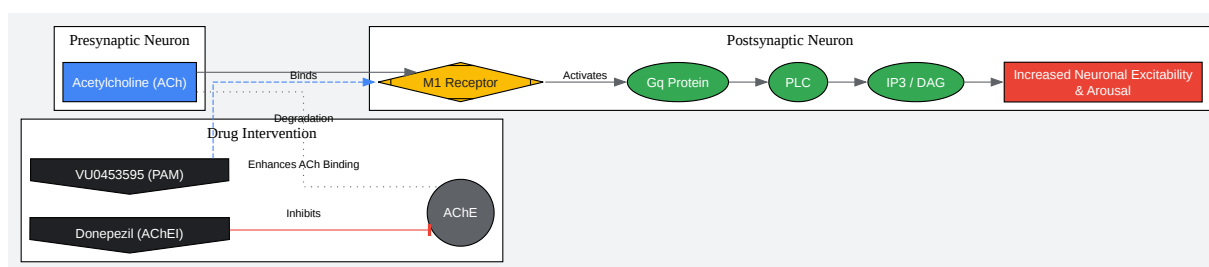 Presynaptic Neuron
Postsynaptic Neuron
Acetylcholine (ACh)
Binds
M1 Receptor
Activates
Gq Protein
PLC
IP3 / DAG
Increased Neuronal Excitability
& Arousal
Degradation
Drug Intervention
VU0453595 (PAM)
Enhances ACh Binding
AChE
Donepezil (AChEI)
Inhibits